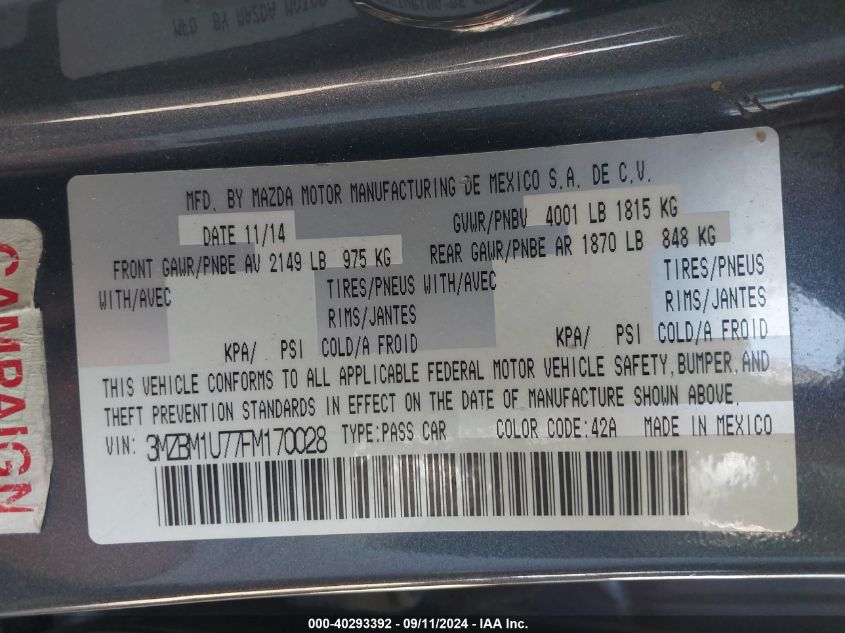 MFD. BY MAZDA MOTOR MANUFACTURING DE MEXICO S.A. DE C.V.
DATE 11/14 GVWR/PNBV 4001 LB 1815 KG
FRONT GAWR/PNBE AV 2149 LB 975 KG REAR GAWR/PNBE AR 1870 LB 848 KG
WITH/AVEC TIRES/PNEUS WITH/AVEC TIRES/PNEUS
RIMS/JANTES RIMS/JANTES
KPA/ PSI COLD/A FROID KPA/ PSI COLD/A FROID
THIS VEHICLE CONFORMS TO ALL APPLICABLE FEDERAL MOTOR VEHICLE SAFETY, BUMPER, AND
THEFT PREVENTION STANDARDS IN EFFECT ON THE DATE OF MANUFACTURE SHOWN ABOVE.
VIN: 3MZBM1U77FM170028 TYPE:PASS CAR COLOR CODE:42A MADE IN MEXICO
CAMPAIGN
000-40293392 - 09/11/2024 - IAA Inc.